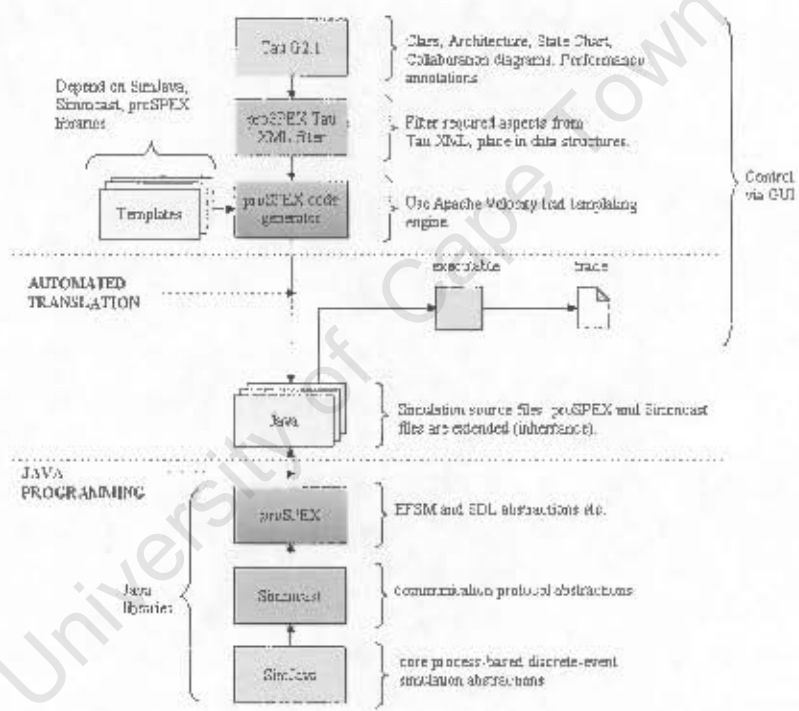 Tau G2.1
Class, Architecture, State Chart,
Collaboration diagrams. Performance
annotations
Depend on SimJava,
Simmcast, proSPEX
libraries
proSPEX Tau
XML filter
Filter required aspects from
Tau XML, place in data structures.
Control
via GUI
Templates
proSPEX code
generator
Use Apache Velocity
templating
engine.
AUTOMATED
TRANSLATION
executable
trace
Java
Simulation source files proSPEX and Simmcast
files are extended (inheritance).
JAVA
PROGRAMMING
proSPEX
EFSM and SDL abstractions etc.
Java
libraries
Simmcast
communication protocol abstractions
SimJava
core process-based discrete-event
simulation abstractions
University of Cape Town